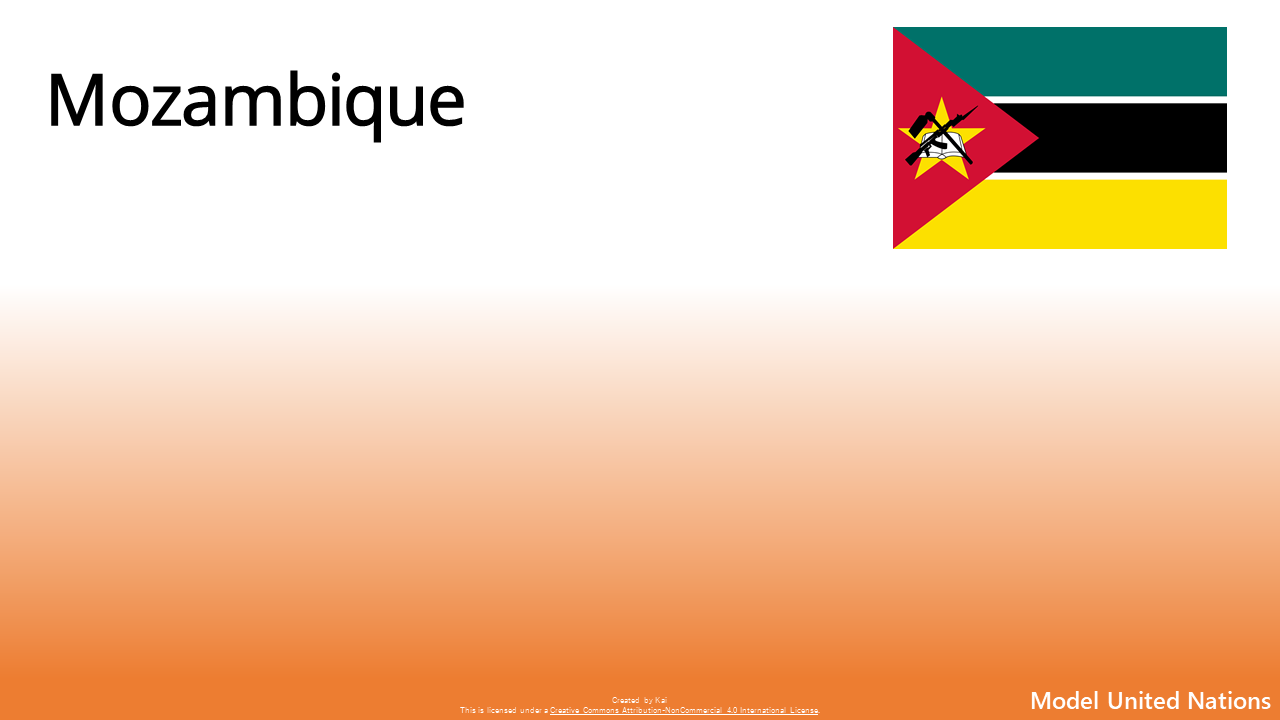 Mozambique
Created by Kai
This is licensed under a Creative Commons Attribution-NonCommercial 4.0 International License.
Model United Nations